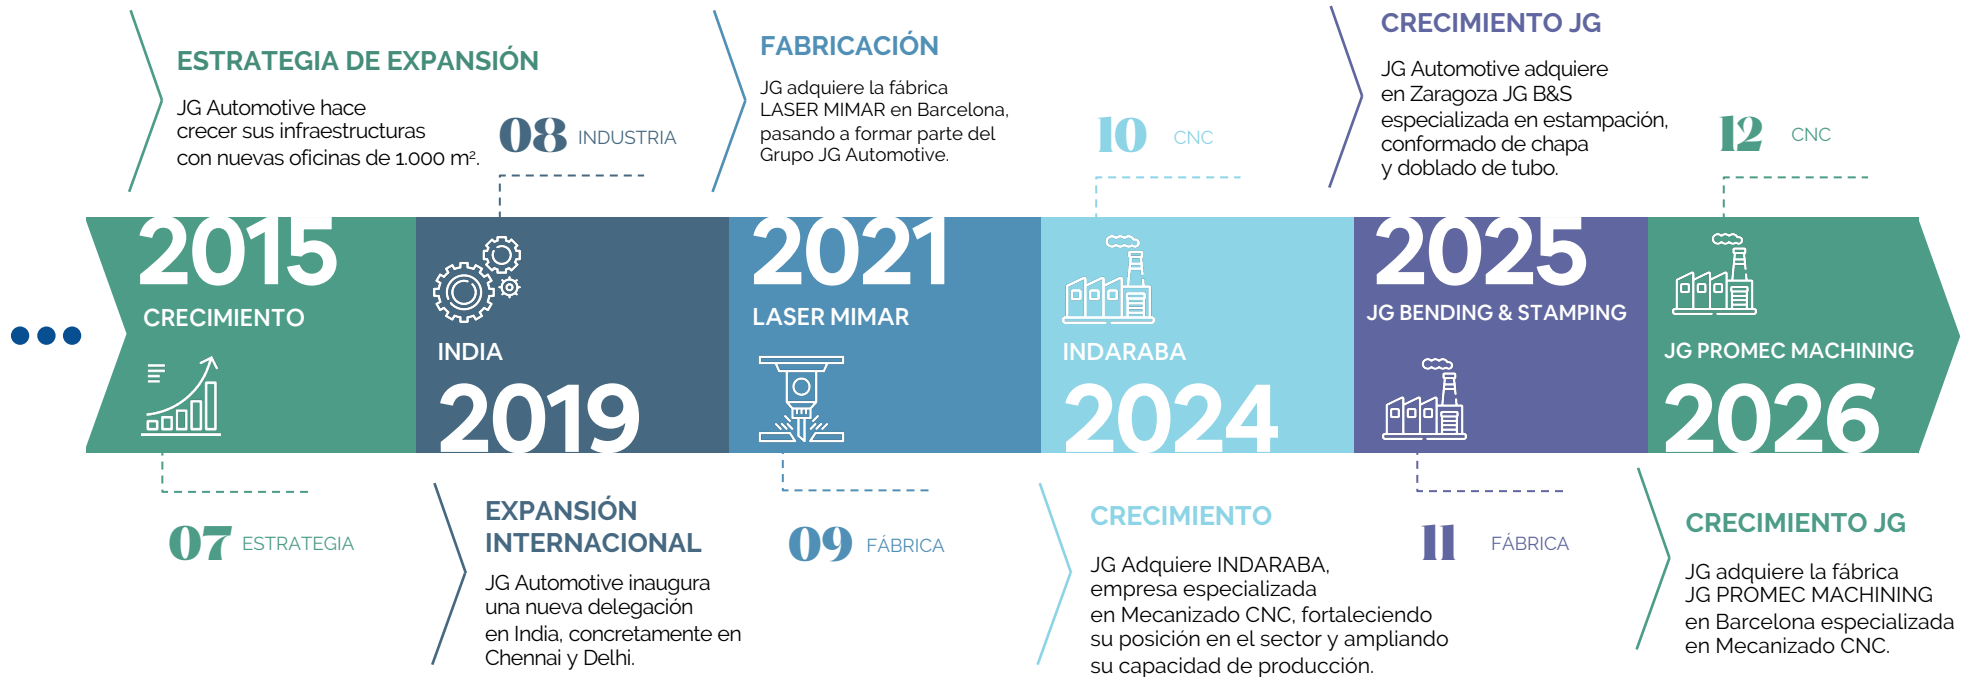 ESTRATEGIA DE EXPANSIÓN
JG Automotive hace
crecer sus infraestructuras
con nuevas oficinas de 1.000 m².
08 INDUSTRIA
FABRICACIÓN
JG adquiere la fábrica
LASER MIMAR en Barcelona,
pasando a formar parte del
Grupo JG Automotive.
10 CNC
CRECIMIENTO JG
JG Automotive adquiere
en Zaragoza JG B&S
especializada en estampación,
conformado de chapa
y doblado de tubo.
12 CNC
2015
CRECIMIENTO
INDIA
2019
2021
LASER MIMAR
INDARABA
2024
2025
JG BENDING & STAMPING
JG PROMEC MACHINING
2026
07 ESTRATEGIA
EXPANSIÓN
INTERNACIONAL
JG Automotive inaugura
una nueva delegación
en India, concretamente en
Chennai y Delhi.
09 FÁBRICA
CRECIMIENTO
JG Adquiere INDARABA,
empresa especializada
en Mecanizado CNC, fortaleciendo
su posición en el sector y ampliando
su capacidad de producción.
11 FÁBRICA
CRECIMIENTO JG
JG adquiere la fábrica
JG PROMEC MACHINING
en Barcelona especializada
en Mecanizado CNC.